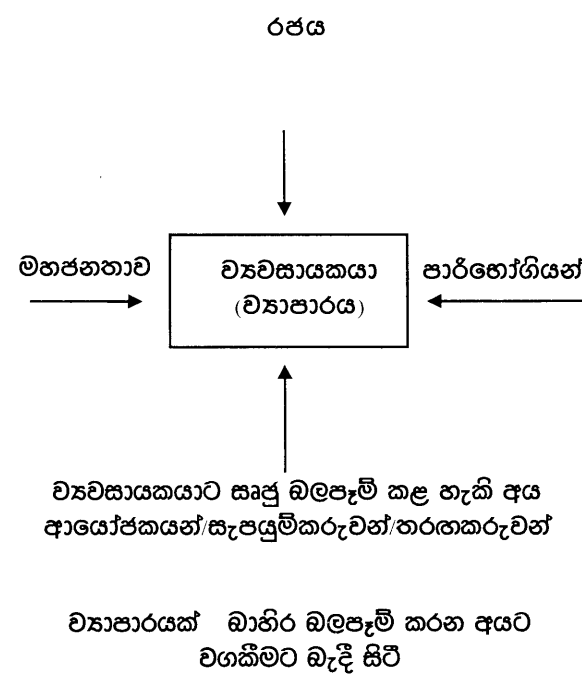 රජය
මහජනතාව
ව්‍යවසායකයා
(ව්‍යාපාරය)
පාරිභෝගියන්
ව්‍යවසායකයාට සෘජු බලපෑම් කළ හැකි අය
ආයෝජකයන්/සැපයුම්කරුවන්/තරඟකරුවන්
ව්‍යාපාරයක් බාහිර බලපෑම් කරන අයට
වගකීමට බැදී සිටී